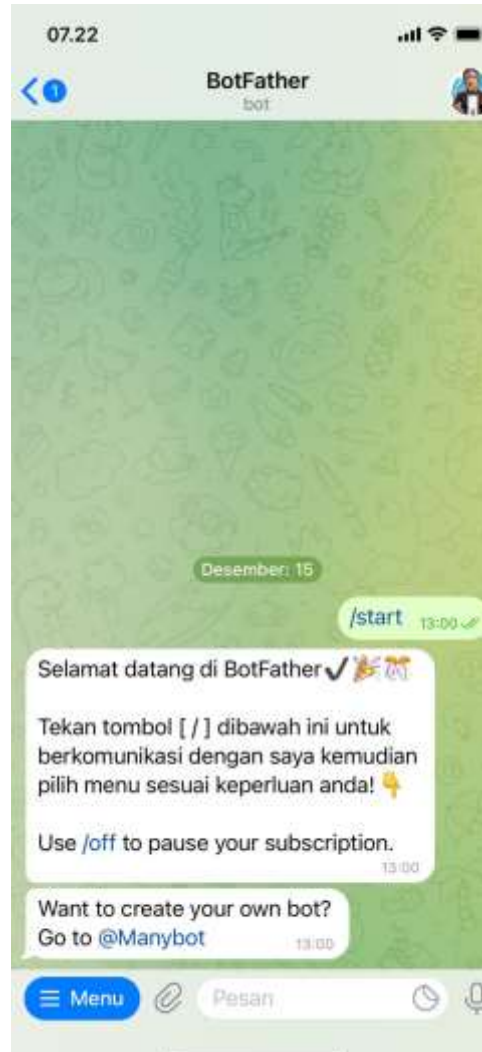 07.22
1
BotFather
bot
Desember 15
/start 13:00
Selamat datang di BotFather
Tekan tombol [ / ] dibawah ini untuk
berkomunikasi dengan saya kemudian
pilih menu sesuai keperluan anda!
Use /off to pause your subscription.
13:00
Want to create your own bot?
Go to @Manybot 13:00
Menu
Pesan